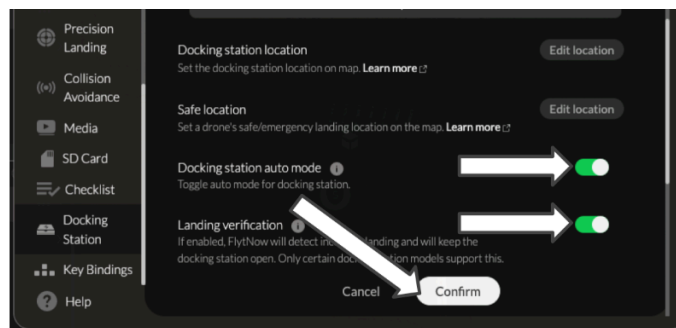 Precision
Landing
Collision
Avoidance
Media
SD Card
Checklist
Docking
Station
Key Bindings
Help
Docking station location
Edit location
Set the docking station location on map. Learn more
Safe location
Edit location
Set a drone's safe/emergency landing location on the map. Learn more
Docking station auto mode
Toggle auto mode for docking station.
Landing verification
If enabled, FlytNow will detect landing and will keep the
docking station open. Only certain station models support this.
Cancel
Confirm